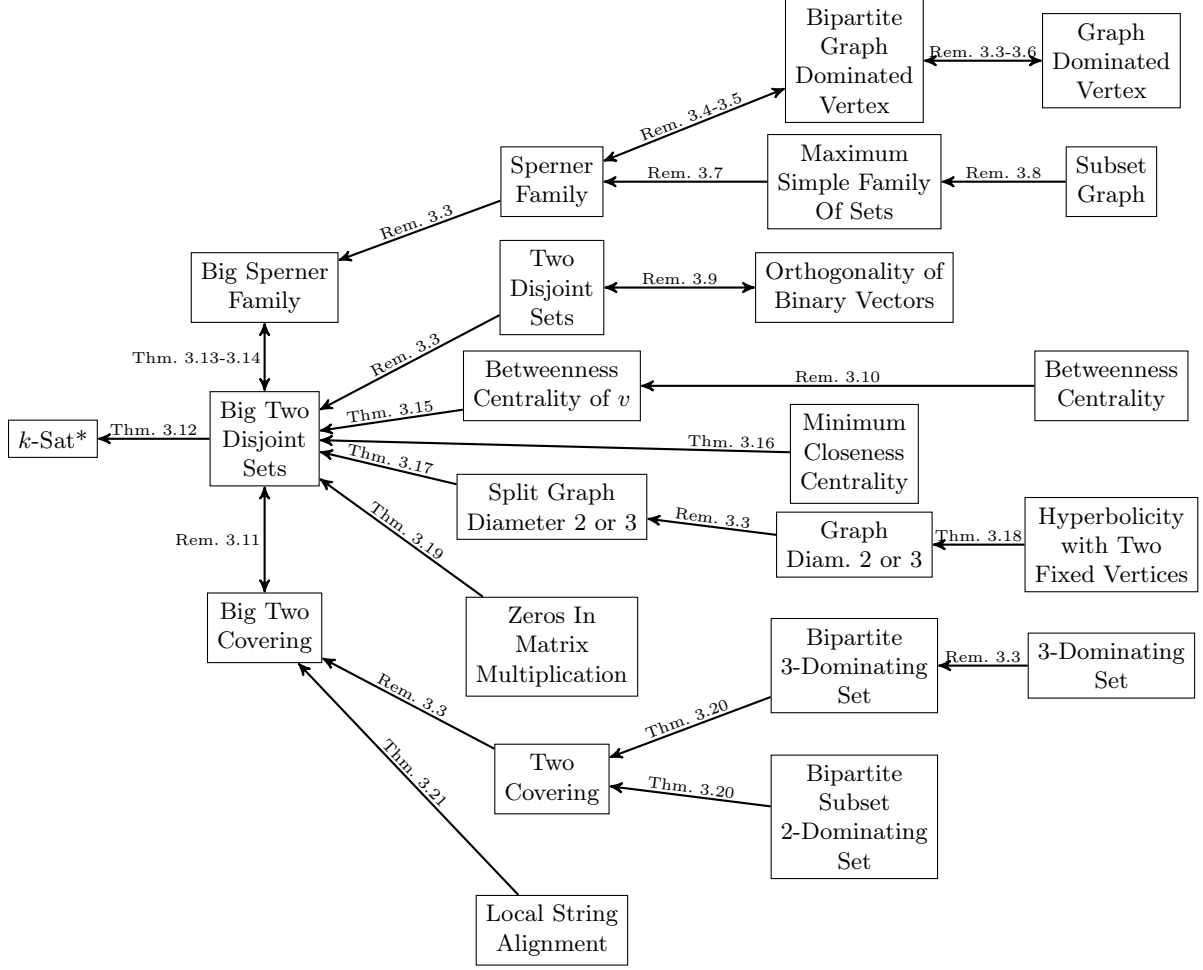 Bipartite
Graph
Dominated
Vertex
Rem. 3.3-3.6
Graph
Dominated
Vertex
Rem. 3.4-3.5
Sperner
Family
Rem. 3.7
Maximum
Simple Family
Of Sets
Rem. 3.8
Subset
Graph
Rem. 3.3
Big Sperner
Family
Two
Disjoint
Sets
Rem. 3.9
Orthogonality of
Binary Vectors
Thm. 3.13-3.14
Rem. 3.3
Betweenness
Centrality of v
Rem. 3.10
Betweenness
Centrality
k-Sat*
Thm. 3.12
Big Two
Disjoint
Sets
Thm. 3.15
Thm. 3.16
Minimum
Closeness
Centrality
Thm. 3.17
Split Graph
Diameter 2 or 3
Rem. 3.3
Graph
Diam. 2 or 3
Thm. 3.18
Hyperbolicity
with Two
Fixed Vertices
Rem. 3.11
Thm. 3.19
Zeros In
Matrix
Multiplication
Big Two
Covering
Bipartite
3-Dominating
Set
Rem. 3.3
3-Dominating
Set
Rem. 3.3
Thm. 3.20
Two
Covering
Thm. 3.20
Bipartite
Subset
2-Dominating
Set
Thm. 3.21
Local String
Alignment